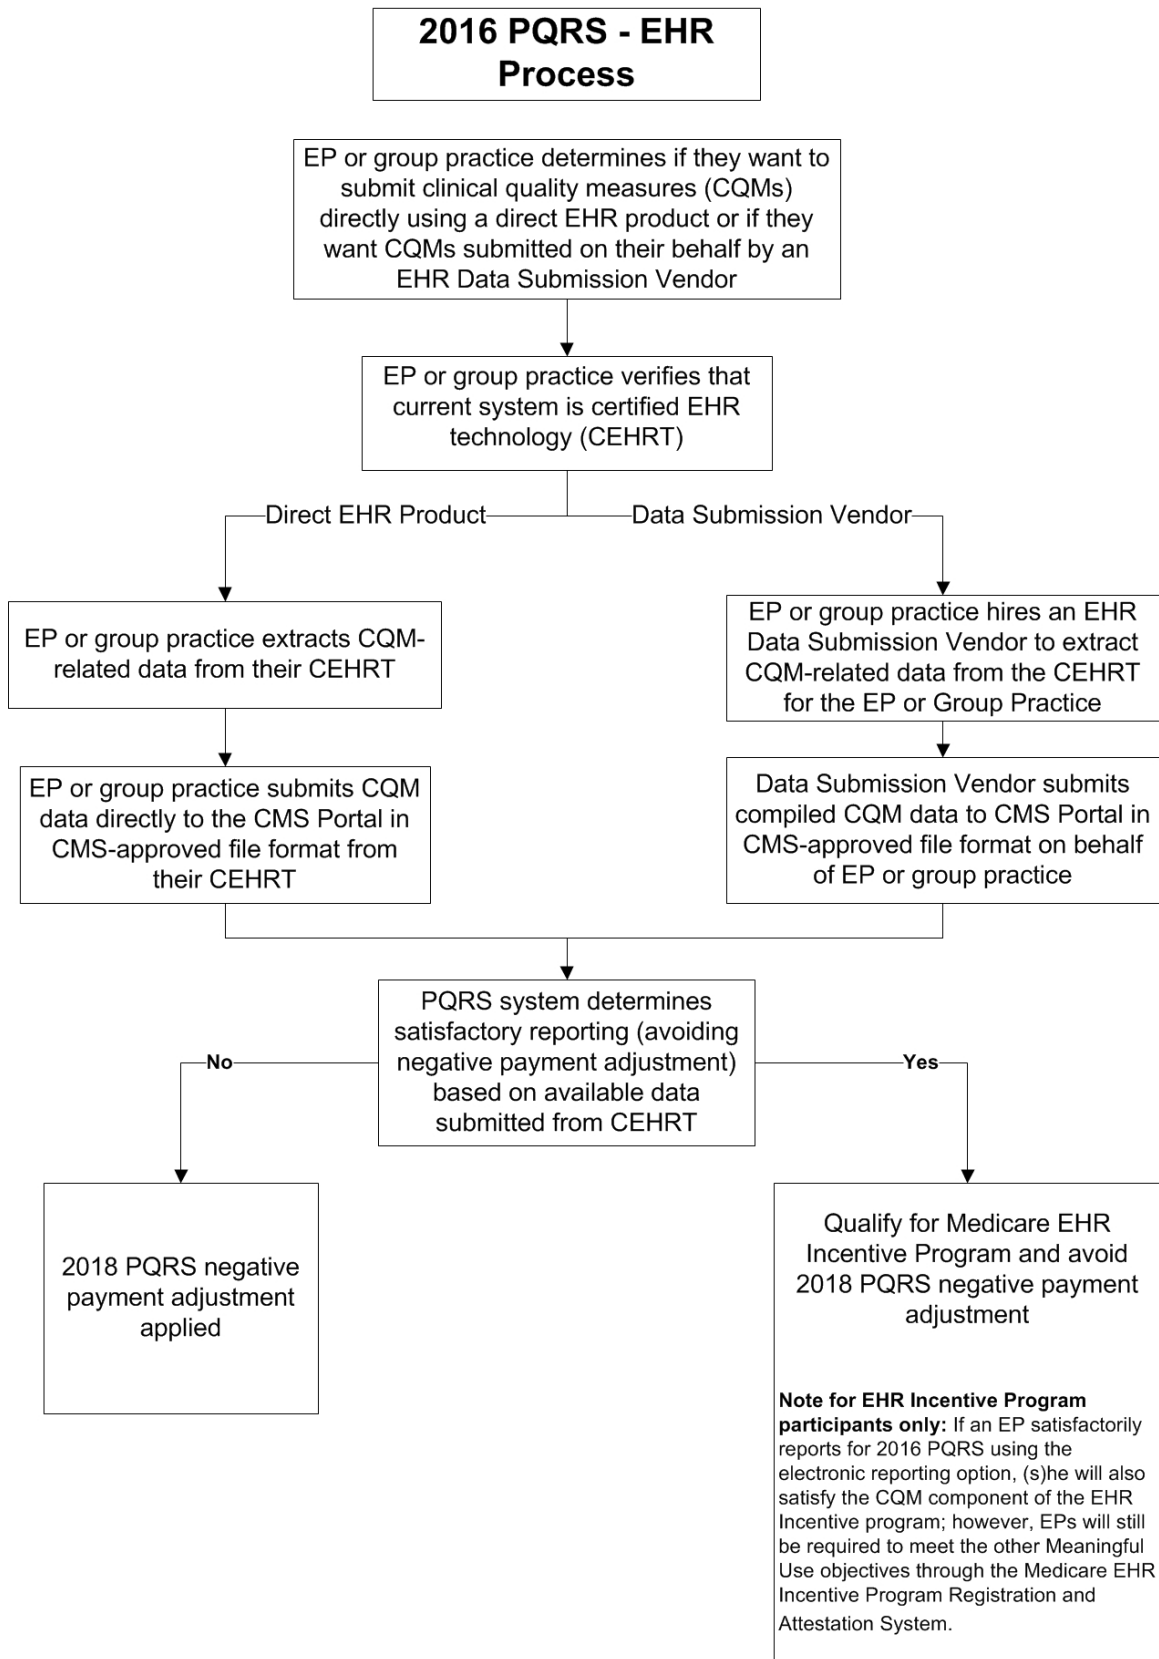 2016 PQRS - EHR
Process
EP or group practice determines if they want to
submit clinical quality measures (CQMs)
directly using a direct EHR product or if they
want CQMs submitted on their behalf by an
EHR Data Submission Vendor
EP or group practice verifies that
current system is certified EHR
technology (CEHRT)
Direct EHR Product
Data Submission Vendor
EP or group practice extracts CQM-
related data from their CEHRT
EP or group practice hires an EHR
Data Submission Vendor to extract
CQM-related data from the CEHRT
for the EP or Group Practice
EP or group practice submits CQM
data directly to the CMS Portal in
CMS-approved file format from
their CEHRT
Data Submission Vendor submits
compiled CQM data to CMS Portal in
CMS-approved file format on behalf
of EP or group practice
PQRS system determines
satisfactory reporting (avoiding
negative payment adjustment)
based on available data
submitted from CEHRT
No
Yes
2018 PQRS negative
payment adjustment
applied
Qualify for Medicare EHR
Incentive Program and avoid
2018 PQRS negative payment
adjustment
Note for EHR Incentive Program
participants only: If an EP satisfactorily
reports for 2016 PQRS using the
electronic reporting option, (s)he will also
satisfy the CQM component of the EHR
Incentive program; however, EPs will still
be required to meet the other Meaningful
Use objectives through the Medicare EHR
Incentive Program Registration and
Attestation System.